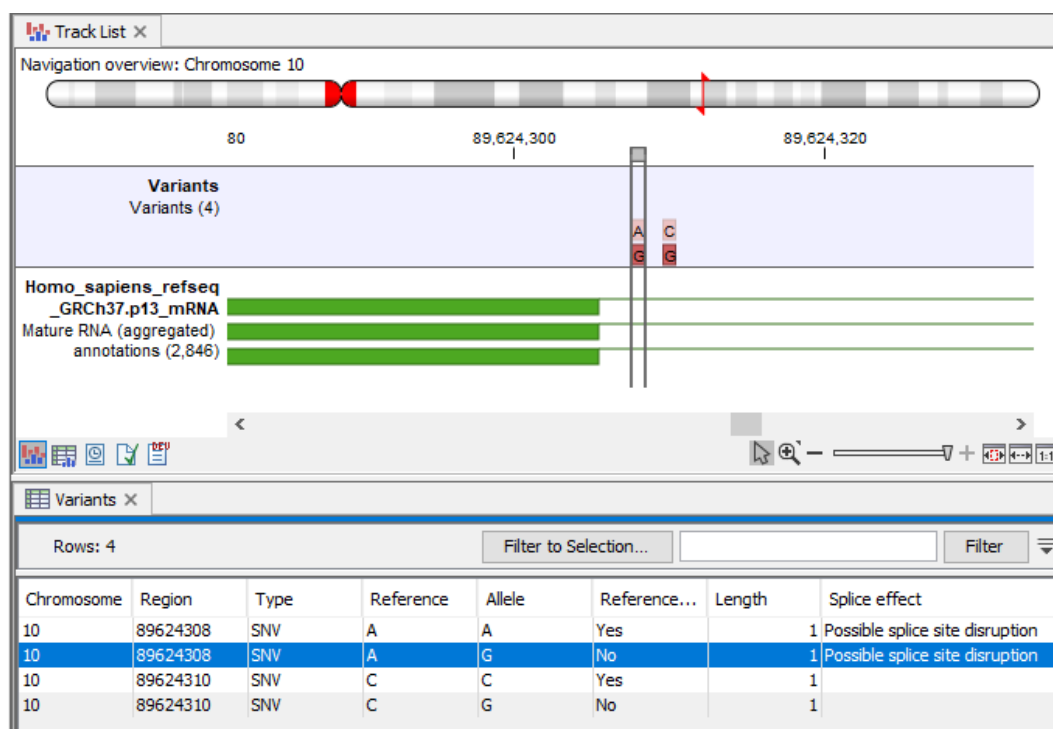 Track List
Navigation overview: Chromosome 10
80 89,624,300 89,624,320
Variants
Variants (4)
A C
G G
Homo_sapiens_refseq
_GRCh37.p13_mRNA
Mature RNA (aggregated)
annotations (2,846)
DEV
1:1
Variants
Rows: 4 Filter to Selection... Filter
Chromosome Region Type Reference Allele Reference... Length Splice effect
10 89624308 SNV A A Yes 1 Possible splice site disruption
10 89624308 SNV A G No 1 Possible splice site disruption
10 89624310 SNV C C Yes 1
10 89624310 SNV C G No 1